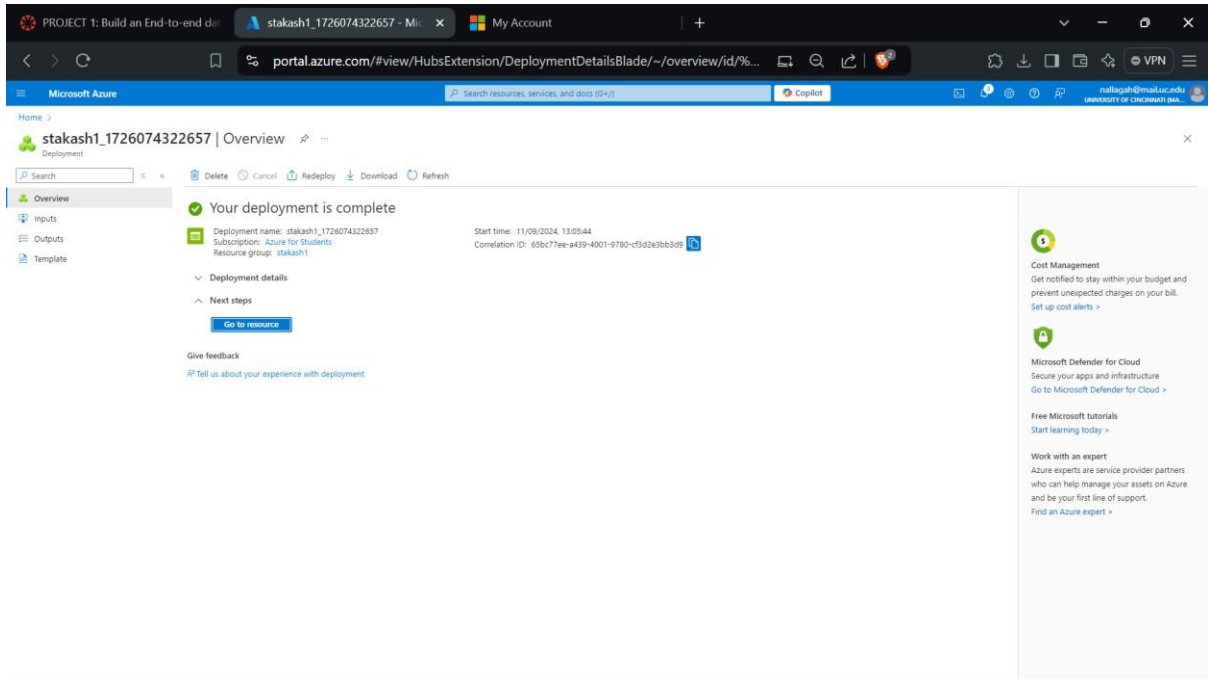 PROJECT 1: Build an End-to-end dat
stakash1_1726074322657 - Mic
My Account
portal.azure.com/#view/HubsExtension/DeploymentDetailsBlade/~/overview/id/%...
2
VPN
Microsoft Azure
Search resources, services, and docs (G+/)
Copilot
nallagah@mail.uc.edu
UNIVERSITY OF CINCINNATI (MA...
Home >
stakash1_1726074322657 | Overview
Deployment
Search
Delete
Cancel
Redeploy
Download
Refresh
Overview
Inputs
Outputs
Template
Your deployment is complete
Deployment name: stakash1_1726074322657
Subscription: Azure for Students
Resource group: stakash1
Start time: 11/09/2024, 13:05:44
Correlation ID: 65bc77ee-a439-4001-9780-cf3d2e3bb3d9
Deployment details
Next steps
Go to resource
Give feedback
Tell us about your experience with deployment
Cost Management
Get notified to stay within your budget and
prevent unexpected charges on your bill.
Set up cost alerts >
Microsoft Defender for Cloud
Secure your apps and infrastructure
Go to Microsoft Defender for Cloud >
Free Microsoft tutorials
Start learning today >
Work with an expert
Azure experts are service provider partners
who can help manage your assets on Azure
and be your first line of support.
Find an Azure expert >